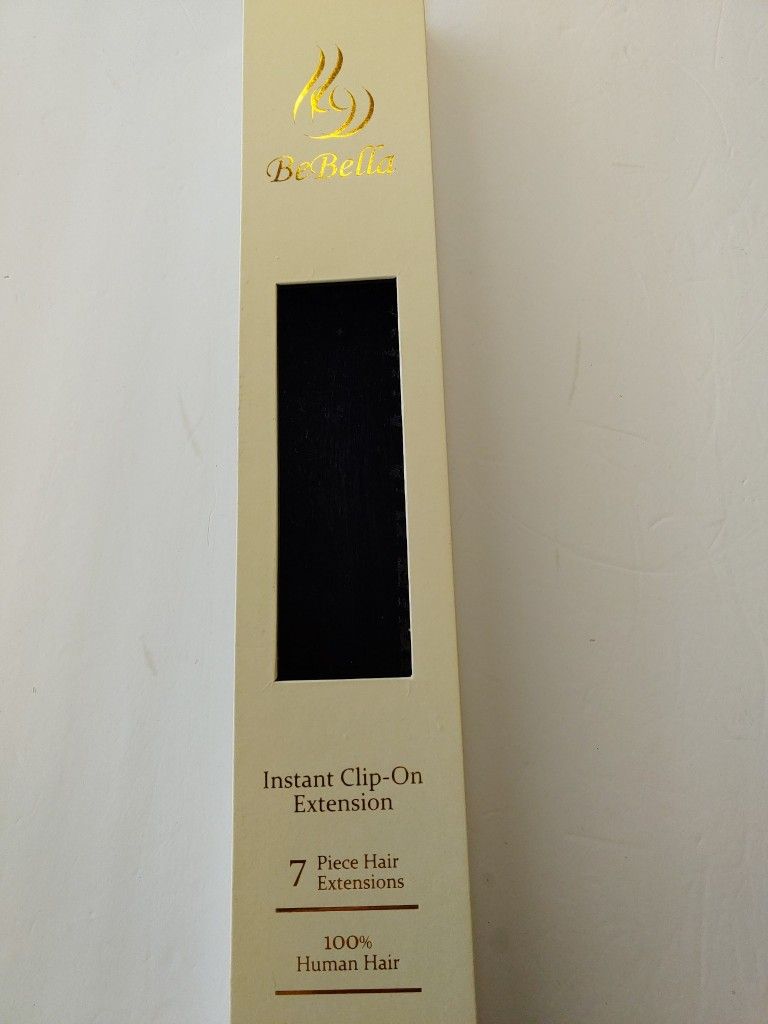 BeBella
Instant Clip-On
Extension
7 Piece Hair
Extensions
100%
Human Hair